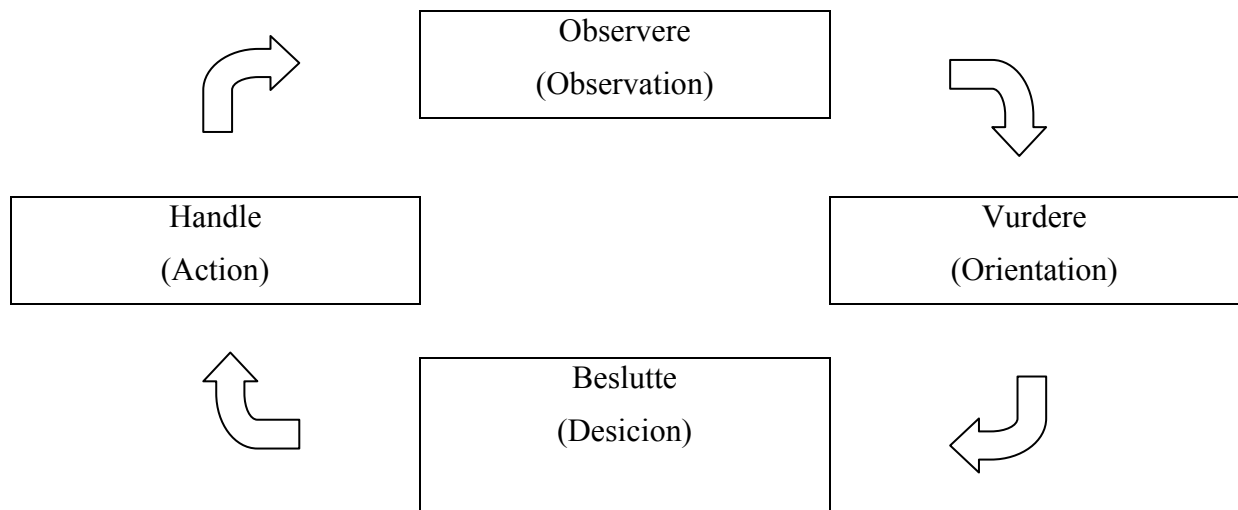 Observere
(Observation)
Handle
(Action)
Vurdere
(Orientation)
Beslutte
(Desicion)